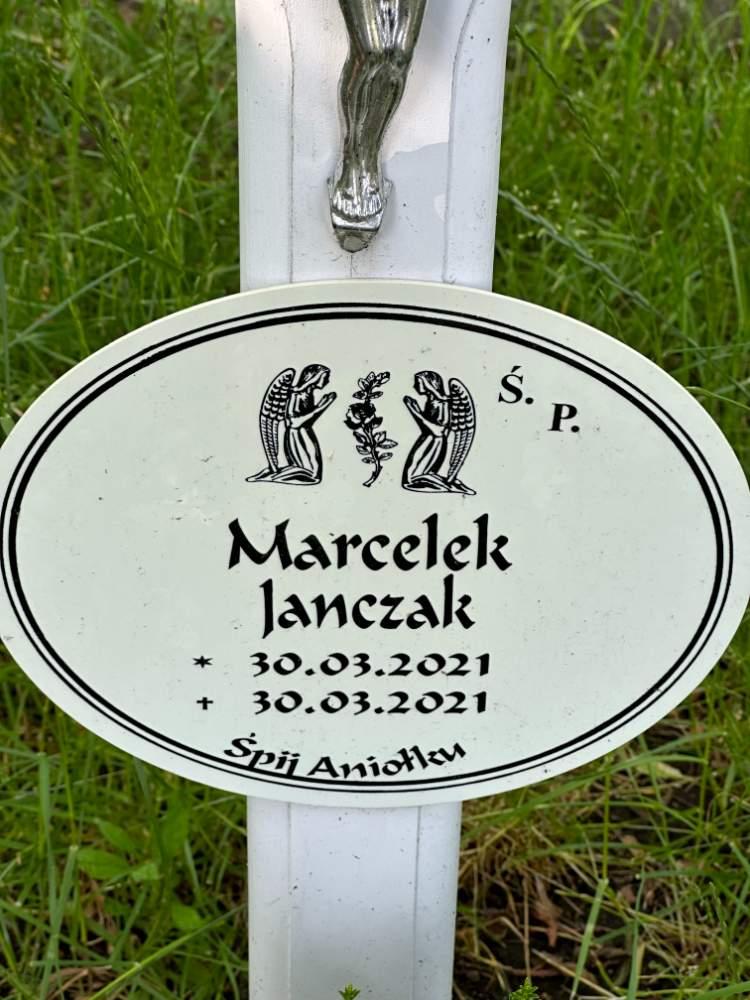 Ś. P.
Marcelek
Janczak
* 30.03.2021
+ 30.03.2021
Śpij Aniołku